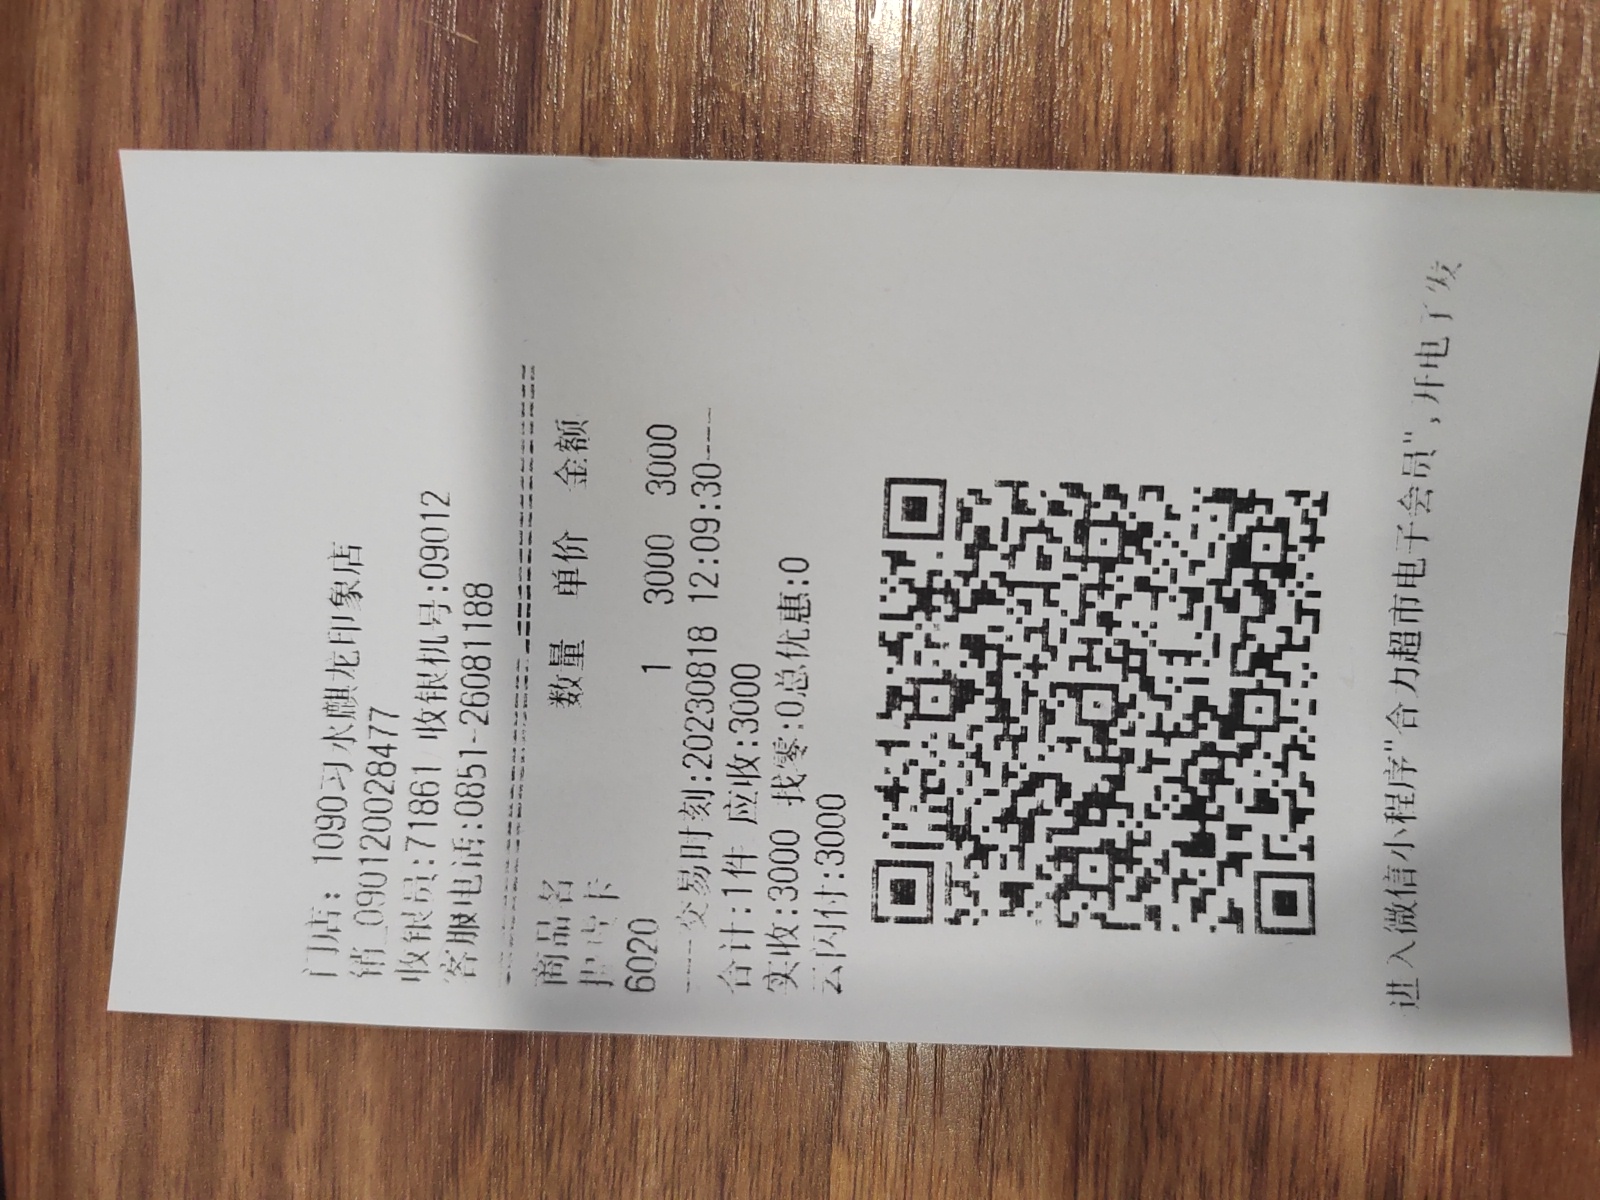 门店: 1090习水麒龙印象店
销_0901200028477
收银员:71861 收银机号:09012
客服电话:0851-26081188
商品名 数量 单价 金额
卡
6020 1 3000 3000
----交易时刻:20230818 12:09:30----
合计:1件 应收:3000
实收:3000 找零:0总优惠:0
云闪付:3000
进入微信小程序"合力超市电子会员",开电子发